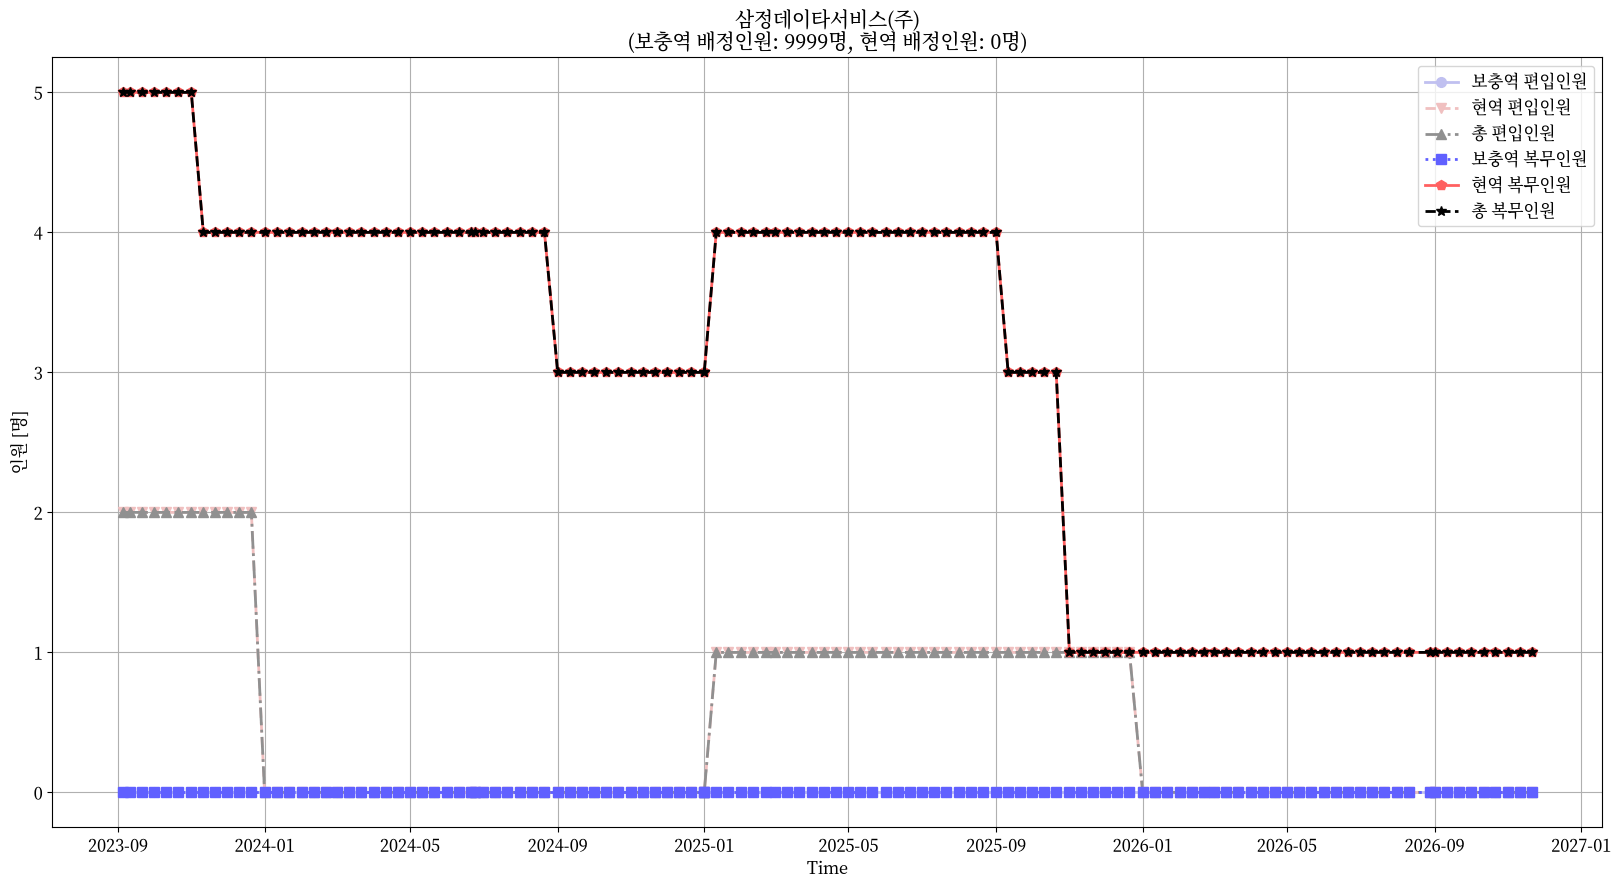 삼정데이타서비스(주)
(보충역 배정인원: 9999명, 현역 배정인원: 0명)
보충역 편입인원
현역 편입인원
총 편입인원
보충역 복무인원
현역 복무인원
총 복무인원
5
4
3
2
1
0
인원 [명]
2023-09
2024-01
2024-05
2024-09
2025-01
2025-05
2025-09
2026-01
2026-05
2026-09
2027-01
Time